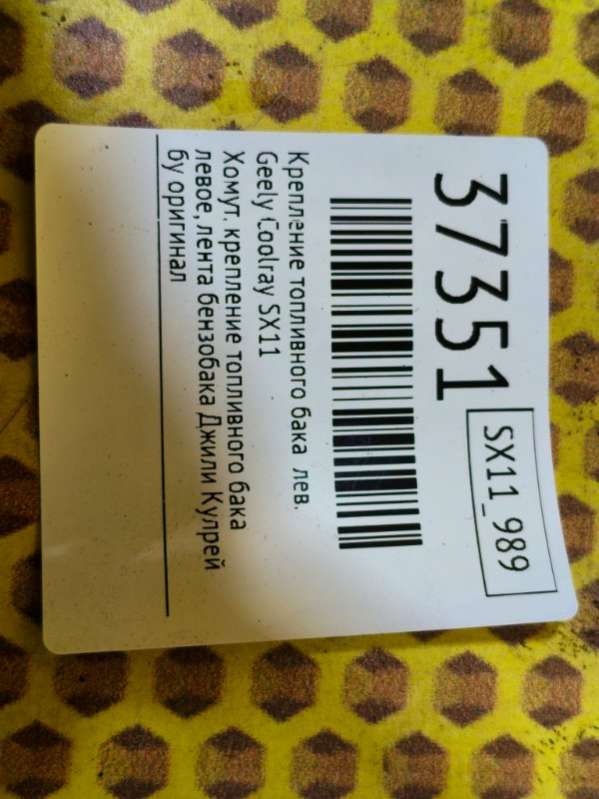 37351
SX11_989
Крепление топливного бака лев.
Geely Coolray SX11
Хомут, крепление топливного бака
левое, лента бензобака Джили Кулрей
бу оригинал